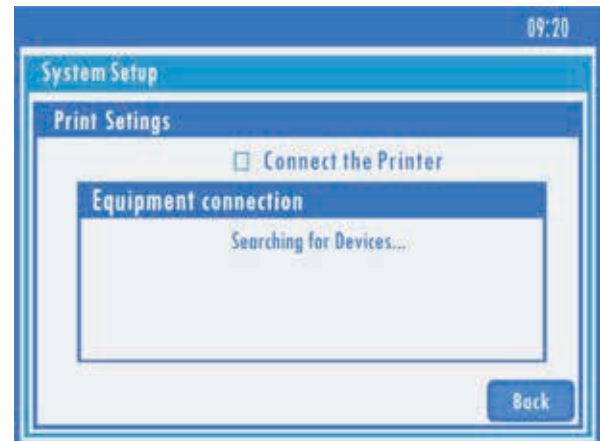 09:20
System Setup
Print Setings
Connect the Printer
Equipment connection
Searching for Devices...
Back